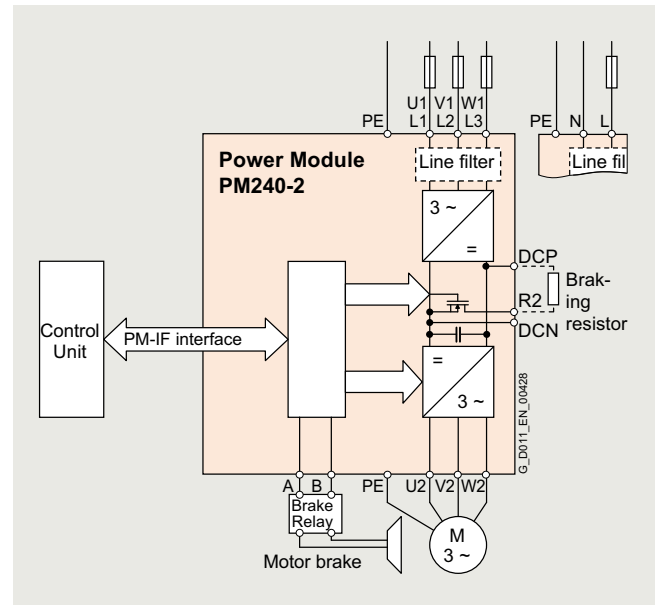 U1 V1 W1
PE L1 L2 L3
PE N L
Power Module
PM240-2
Line filter
Line fil
3 ~
=
DCP
Brak-
ing
resistor
R2
DCN
Control
Unit
PM-IF interface
=
3 ~
G_D011_EN_00428
A B PE U2 V2 W2
Brake
Relay
M
3 ~
Motor brake